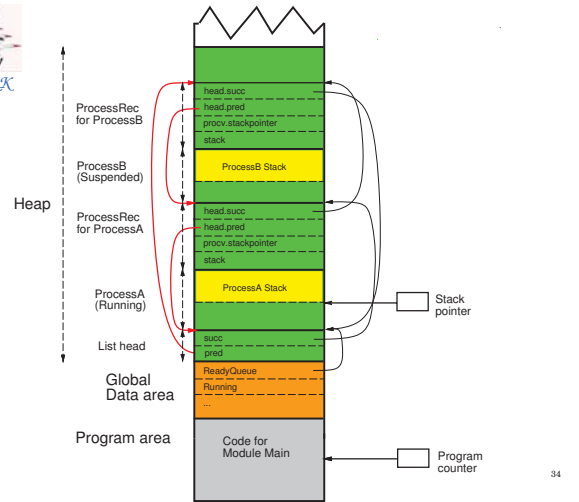 K
head.succ
head.pred
procv.stackpointer
stack
ProcessRec
for ProcessB
ProcessB Stack
ProcessB
(Suspended)
Heap
head.succ
head.pred
procv.stackpointer
stack
ProcessRec
for ProcessA
ProcessA Stack
ProcessA
(Running)
Stack
pointer
List head
succ
pred
Global
Data area
ReadyQueue
Running
...
Program area
Code for
Module Main
Program
counter
34